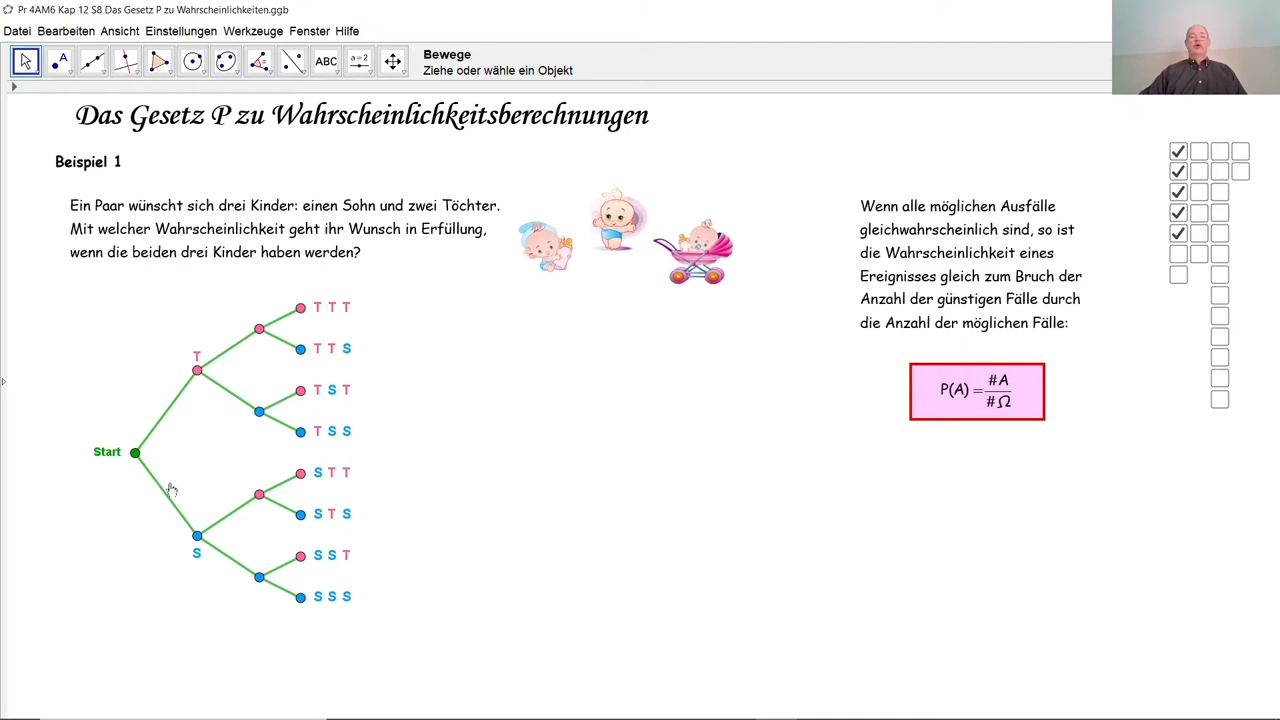 Pr 4AM6 Kap 12 S8 Das Gesetz P zu Wahrscheinlichkeiten.ggb
Datei Bearbeiten Ansicht Einstellungen Werkzeuge Fenster Hilfe
A
ABC
a=2
Bewege
Ziehe oder wähle ein Objekt
Das Gesetz P zu Wahrscheinlichkeitsberechnungen
Beispiel 1
Ein Paar wünscht sich drei Kinder: einen Sohn und zwei Töchter.
Mit welcher Wahrscheinlichkeit geht ihr Wunsch in Erfüllung,
wenn die beiden drei Kinder haben werden?
Wenn alle möglichen Ausfälle
gleichwahrscheinlich sind, so ist
die Wahrscheinlichkeit eines
Ereignisses gleich zum Bruch der
Anzahl der günstigen Fälle durch
die Anzahl der möglichen Fälle:
P(A) = #A / #Ω
Start
T
S
T T T
T T S
T S T
T S S
S T T
S T S
S S T
S S S